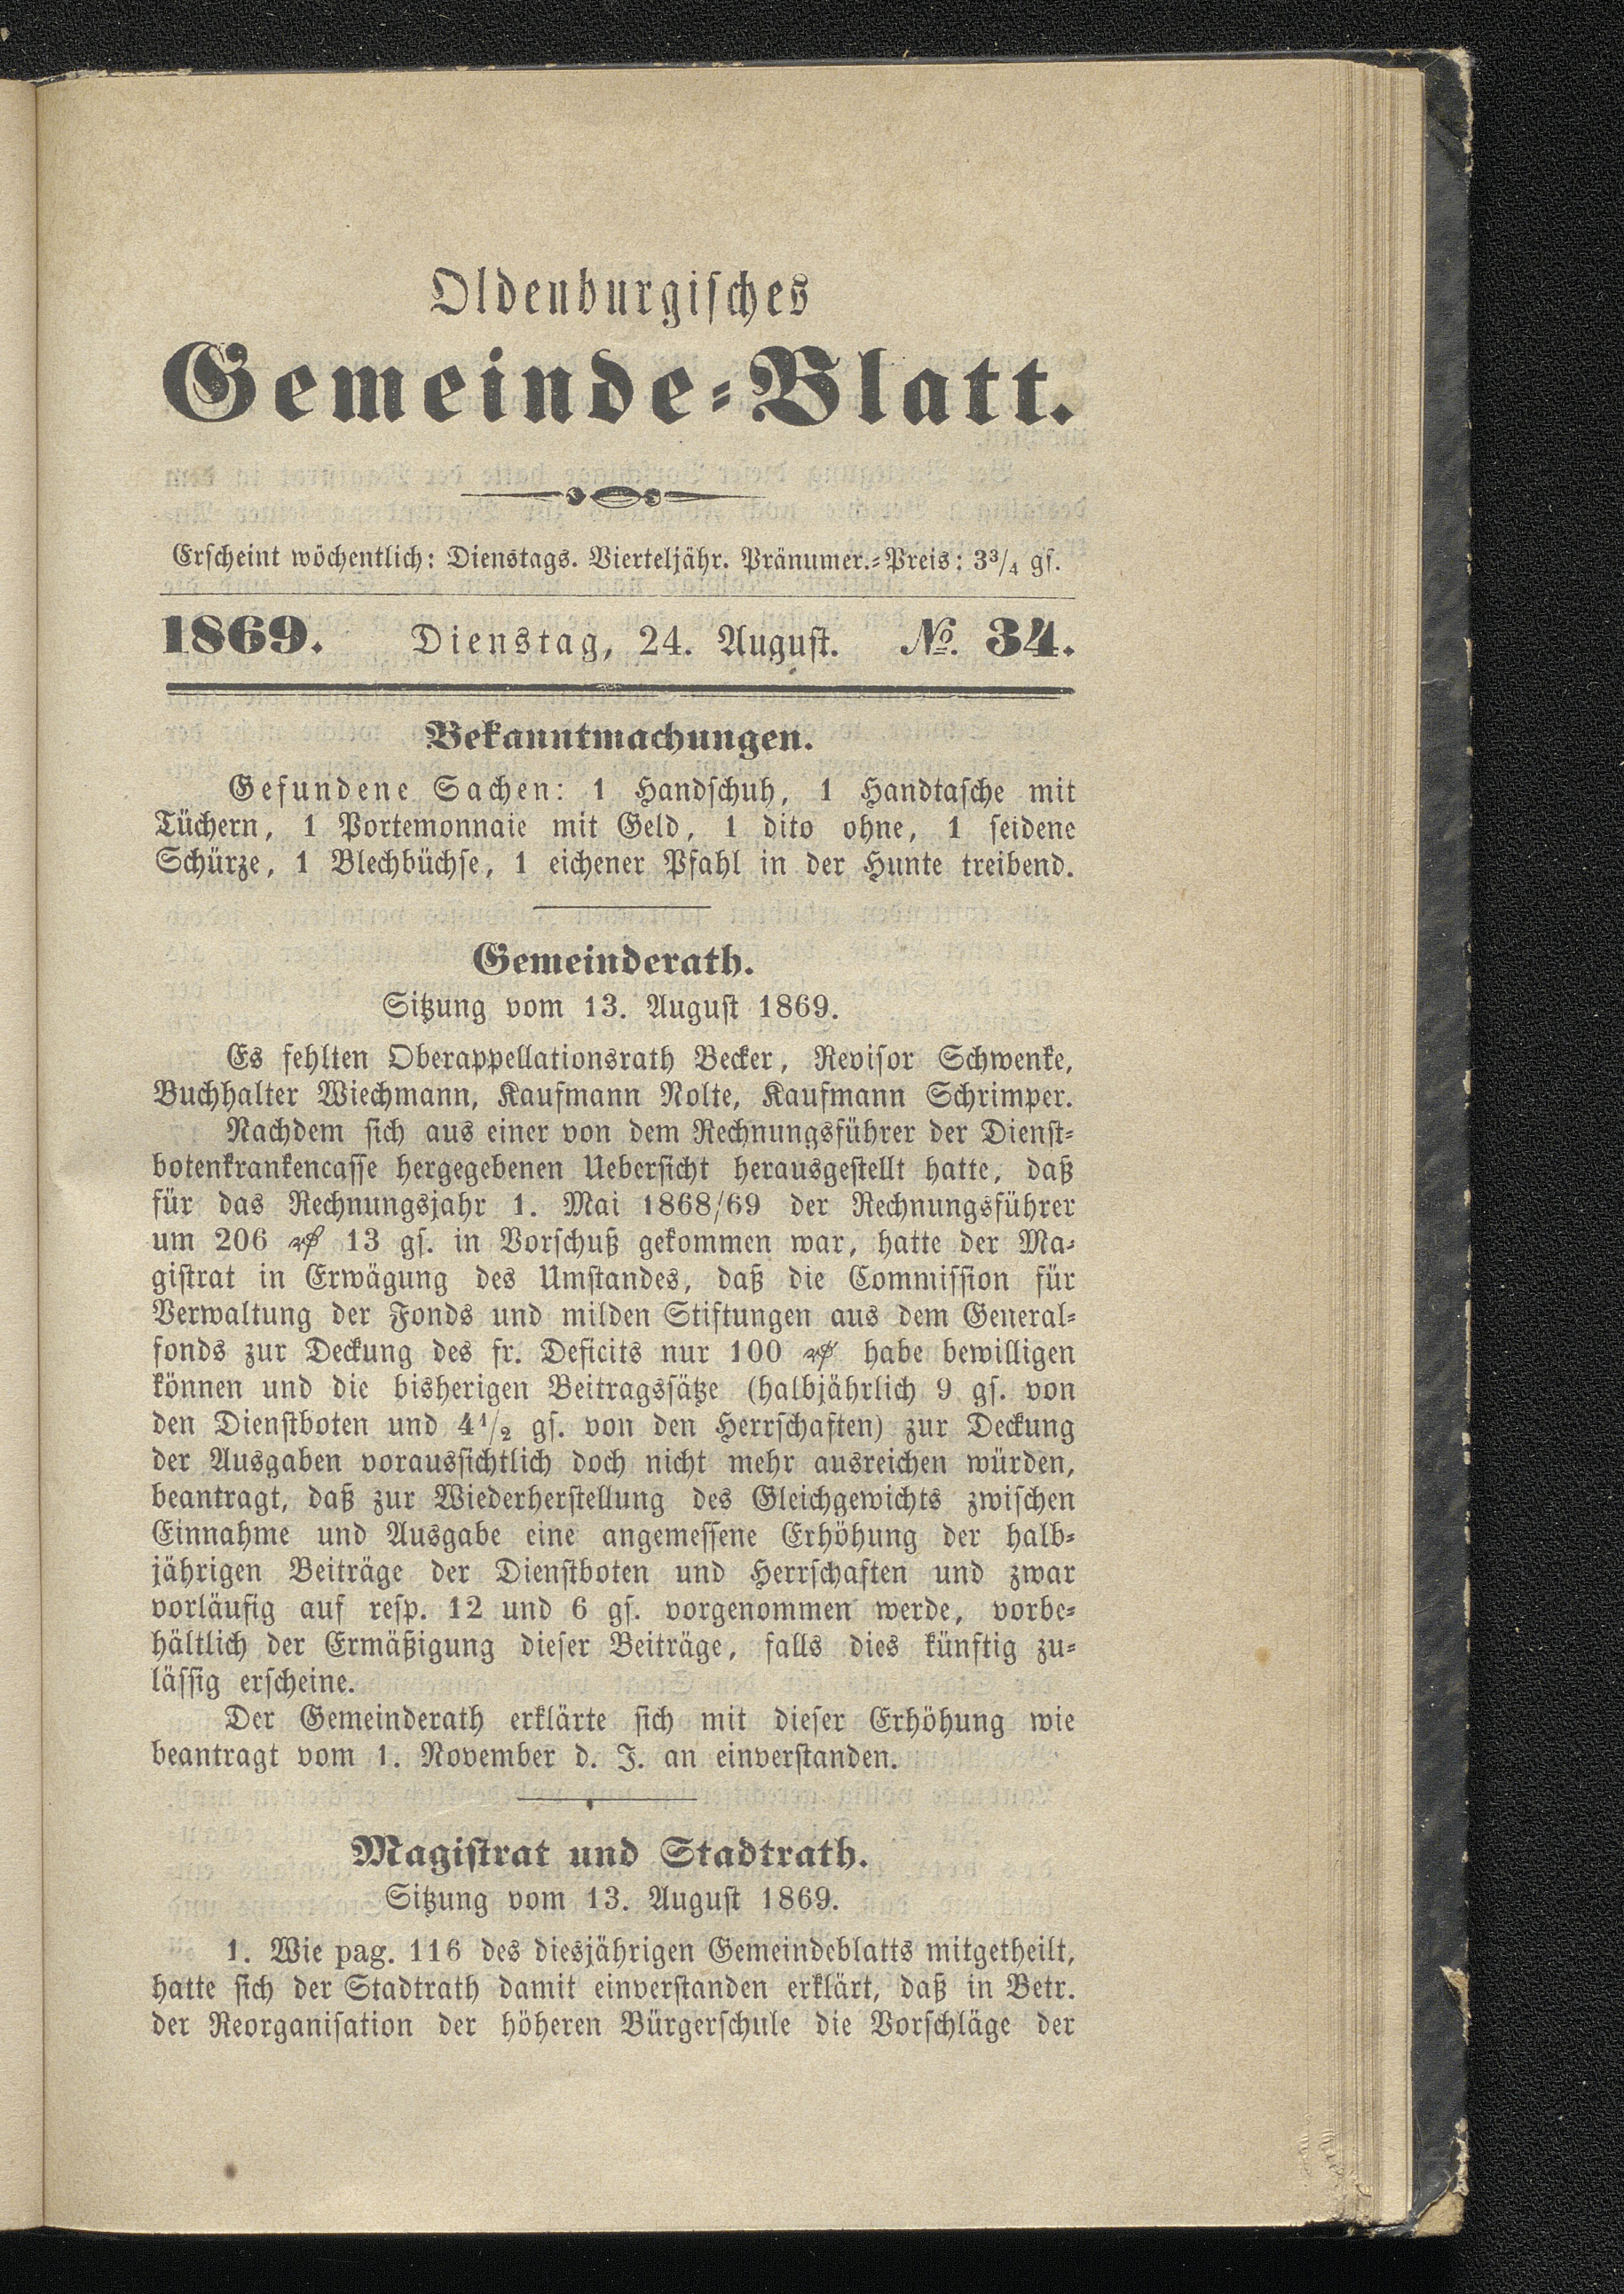 Oldenburgisches
Gemeinde-Blatt.
Erscheint wöchentlich: Dienstags. Vierteljähr. Pränumer.-Preis: 3¾ gs.
1869. Dienstag, 24. August. №. 34.
Bekanntmachungen.
Gefundene Sachen: 1 Handschuh, 1 Handtasche mit
Tüchern, 1 Portemonnaie mit Geld, 1 dito ohne, 1 seidene
Schürze, 1 Blechbüchse, 1 eichener Pfahl in der Hunte treibend.
Gemeinderath.
Sitzung vom 13. August 1869.
Es fehlten Oberappellationsrath Becker, Revisor Schwenke,
Buchhalter Wiechmann, Kaufmann Nolte, Kaufmann Schrimper.
Nachdem sich aus einer von dem Rechnungsführer der Dienst-
botenkrankencasse hergegebenen Uebersicht herausgestellt hatte, daß
für das Rechnungsjahr 1. Mai 1868/69 der Rechnungsführer
um 206 ₰ 13 gs. in Vorschuß gekommen war, hatte der Ma-
gistrat in Erwägung des Umstandes, daß die Commission für
Verwaltung der Fonds und milden Stiftungen aus dem General-
fonds zur Deckung des fr. Deficits nur 100 ₰ habe bewilligen
können und die bisherigen Beitragssätze (halbjährlich 9 gs. von
den Dienstboten und 4½ gs. von den Herrschaften) zur Deckung
der Ausgaben voraussichtlich doch nicht mehr ausreichen würden,
beantragt, daß zur Wiederherstellung des Gleichgewichts zwischen
Einnahme und Ausgabe eine angemessene Erhöhung der halb-
jährigen Beiträge der Dienstboten und Herrschaften und zwar
vorläufig auf resp. 12 und 6 gs. vorgenommen werde, vorbe-
hältlich der Ermäßigung dieser Beiträge, falls dies künftig zu-
lässig erscheine.
Der Gemeinderath erklärte sich mit dieser Erhöhung wie
beantragt vom 1. November d. J. an einverstanden.
Magistrat und Stadtrath.
Sitzung vom 13. August 1869.
1. Wie pag. 116 des diesjährigen Gemeindeblatts mitgetheilt,
hatte sich der Stadtrath damit einverstanden erklärt, daß in Betr.
der Reorganisation der höheren Bürgerschule die Vorschläge der